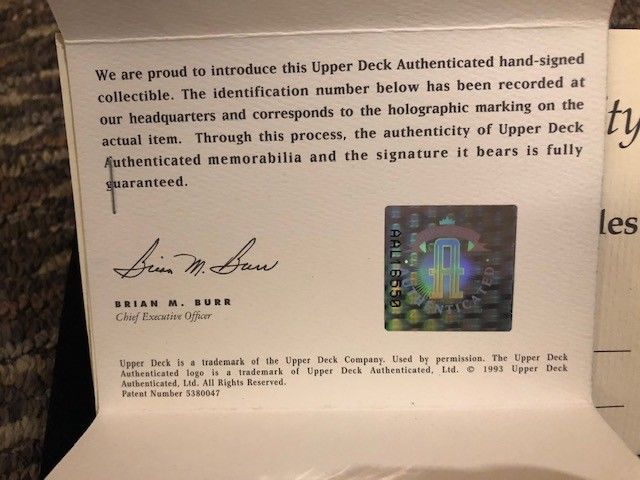 We are proud to introduce this Upper Deck Authenticated hand-signed
collectible. The identification number below has been recorded at
our headquarters and corresponds to the holographic marking on the
actual item. Through this process, the authenticity of Upper Deck
Authenticated memorabilia and the signature it bears is fully
guaranteed.
Brian M. Burr
BRIAN M. BURR
Chief Executive Officer
AAL16650
AUTHENTICATED
Upper Deck is a trademark of the Upper Deck Company. Used by permission. The Upper Deck
Authenticated logo is a trademark of Upper Deck Authenticated, Ltd. © 1993 Upper Deck
Authenticated, Ltd. All Rights Reserved.
Patent Number 5380047
ty
les